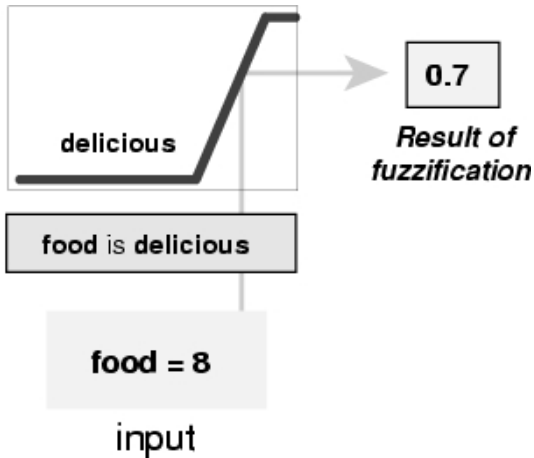 delicious
0.7
Result of
fuzzification
food is delicious
food = 8
input